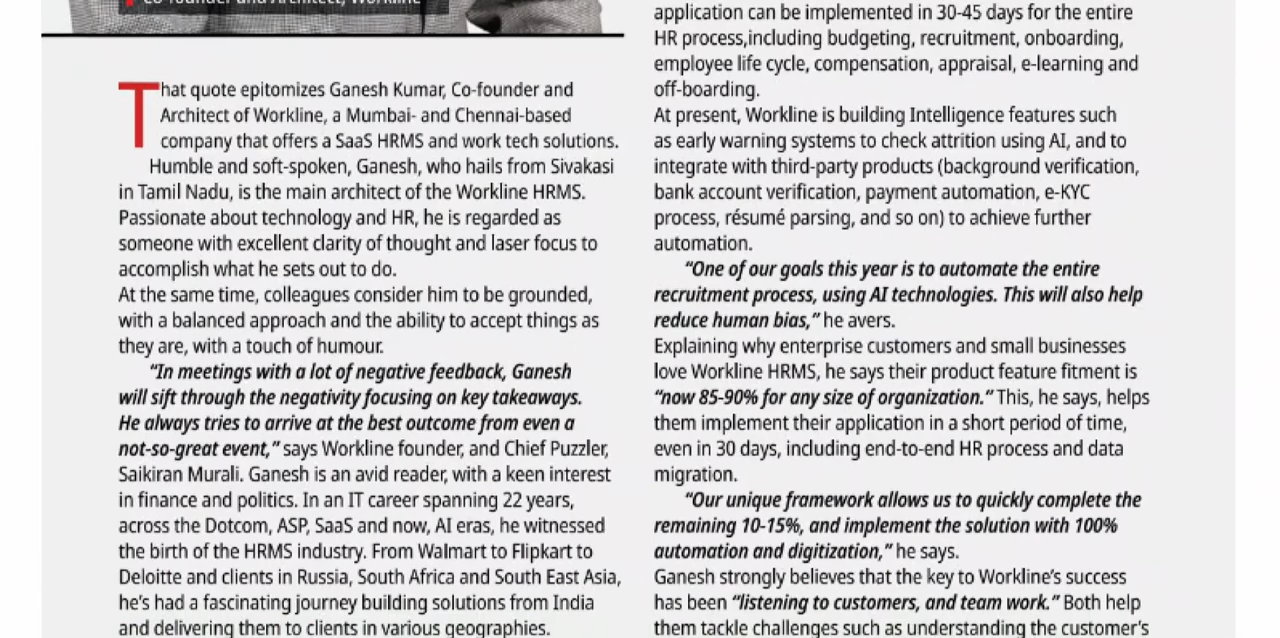 Co-founder and Architect, Workline
That quote epitomizes Ganesh Kumar, Co-founder and
Architect of Workline, a Mumbai- and Chennai-based
company that offers a SaaS HRMS and work tech solutions.
Humble and soft-spoken, Ganesh, who hails from Sivakasi
in Tamil Nadu, is the main architect of the Workline HRMS.
Passionate about technology and HR, he is regarded as
someone with excellent clarity of thought and laser focus to
accomplish what he sets out to do.
At the same time, colleagues consider him to be grounded,
with a balanced approach and the ability to accept things as
they are, with a touch of humour.
“In meetings with a lot of negative feedback, Ganesh
will sift through the negativity focusing on key takeaways.
He always tries to arrive at the best outcome from even a
not-so-great event,” says Workline founder, and Chief Puzzler,
Saikiran Murali. Ganesh is an avid reader, with a keen interest
in finance and politics. In an IT career spanning 22 years,
across the Dotcom, ASP, SaaS and now, AI eras, he witnessed
the birth of the HRMS industry. From Walmart to Flipkart to
Deloitte and clients in Russia, South Africa and South East Asia,
he’s had a fascinating journey building solutions from India
and delivering them to clients in various geographies.
application can be implemented in 30-45 days for the entire
HR process,including budgeting, recruitment, onboarding,
employee life cycle, compensation, appraisal, e-learning and
off-boarding.
At present, Workline is building Intelligence features such
as early warning systems to check attrition using AI, and to
integrate with third-party products (background verification,
bank account verification, payment automation, e-KYC
process, résumé parsing, and so on) to achieve further
automation.
“One of our goals this year is to automate the entire
recruitment process, using AI technologies. This will also help
reduce human bias,” he avers.
Explaining why enterprise customers and small businesses
love Workline HRMS, he says their product feature fitment is
“now 85-90% for any size of organization.” This, he says, helps
them implement their application in a short period of time,
even in 30 days, including end-to-end HR process and data
migration.
“Our unique framework allows us to quickly complete the
remaining 10-15%, and implement the solution with 100%
automation and digitization,” he says.
Ganesh strongly believes that the key to Workline’s success
has been “listening to customers, and team work.” Both help
them tackle challenges such as understanding the customer’s